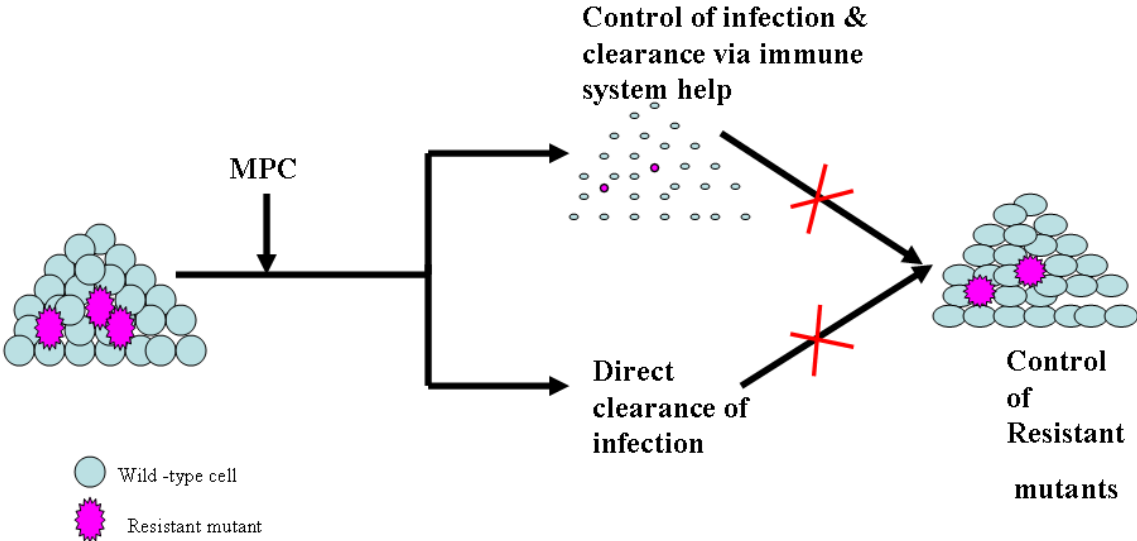 Control of infection &
clearance via immune
system help
MPC
Direct
clearance of
infection
Control
of
Resistant
mutants
Wild -type cell
Resistant mutant